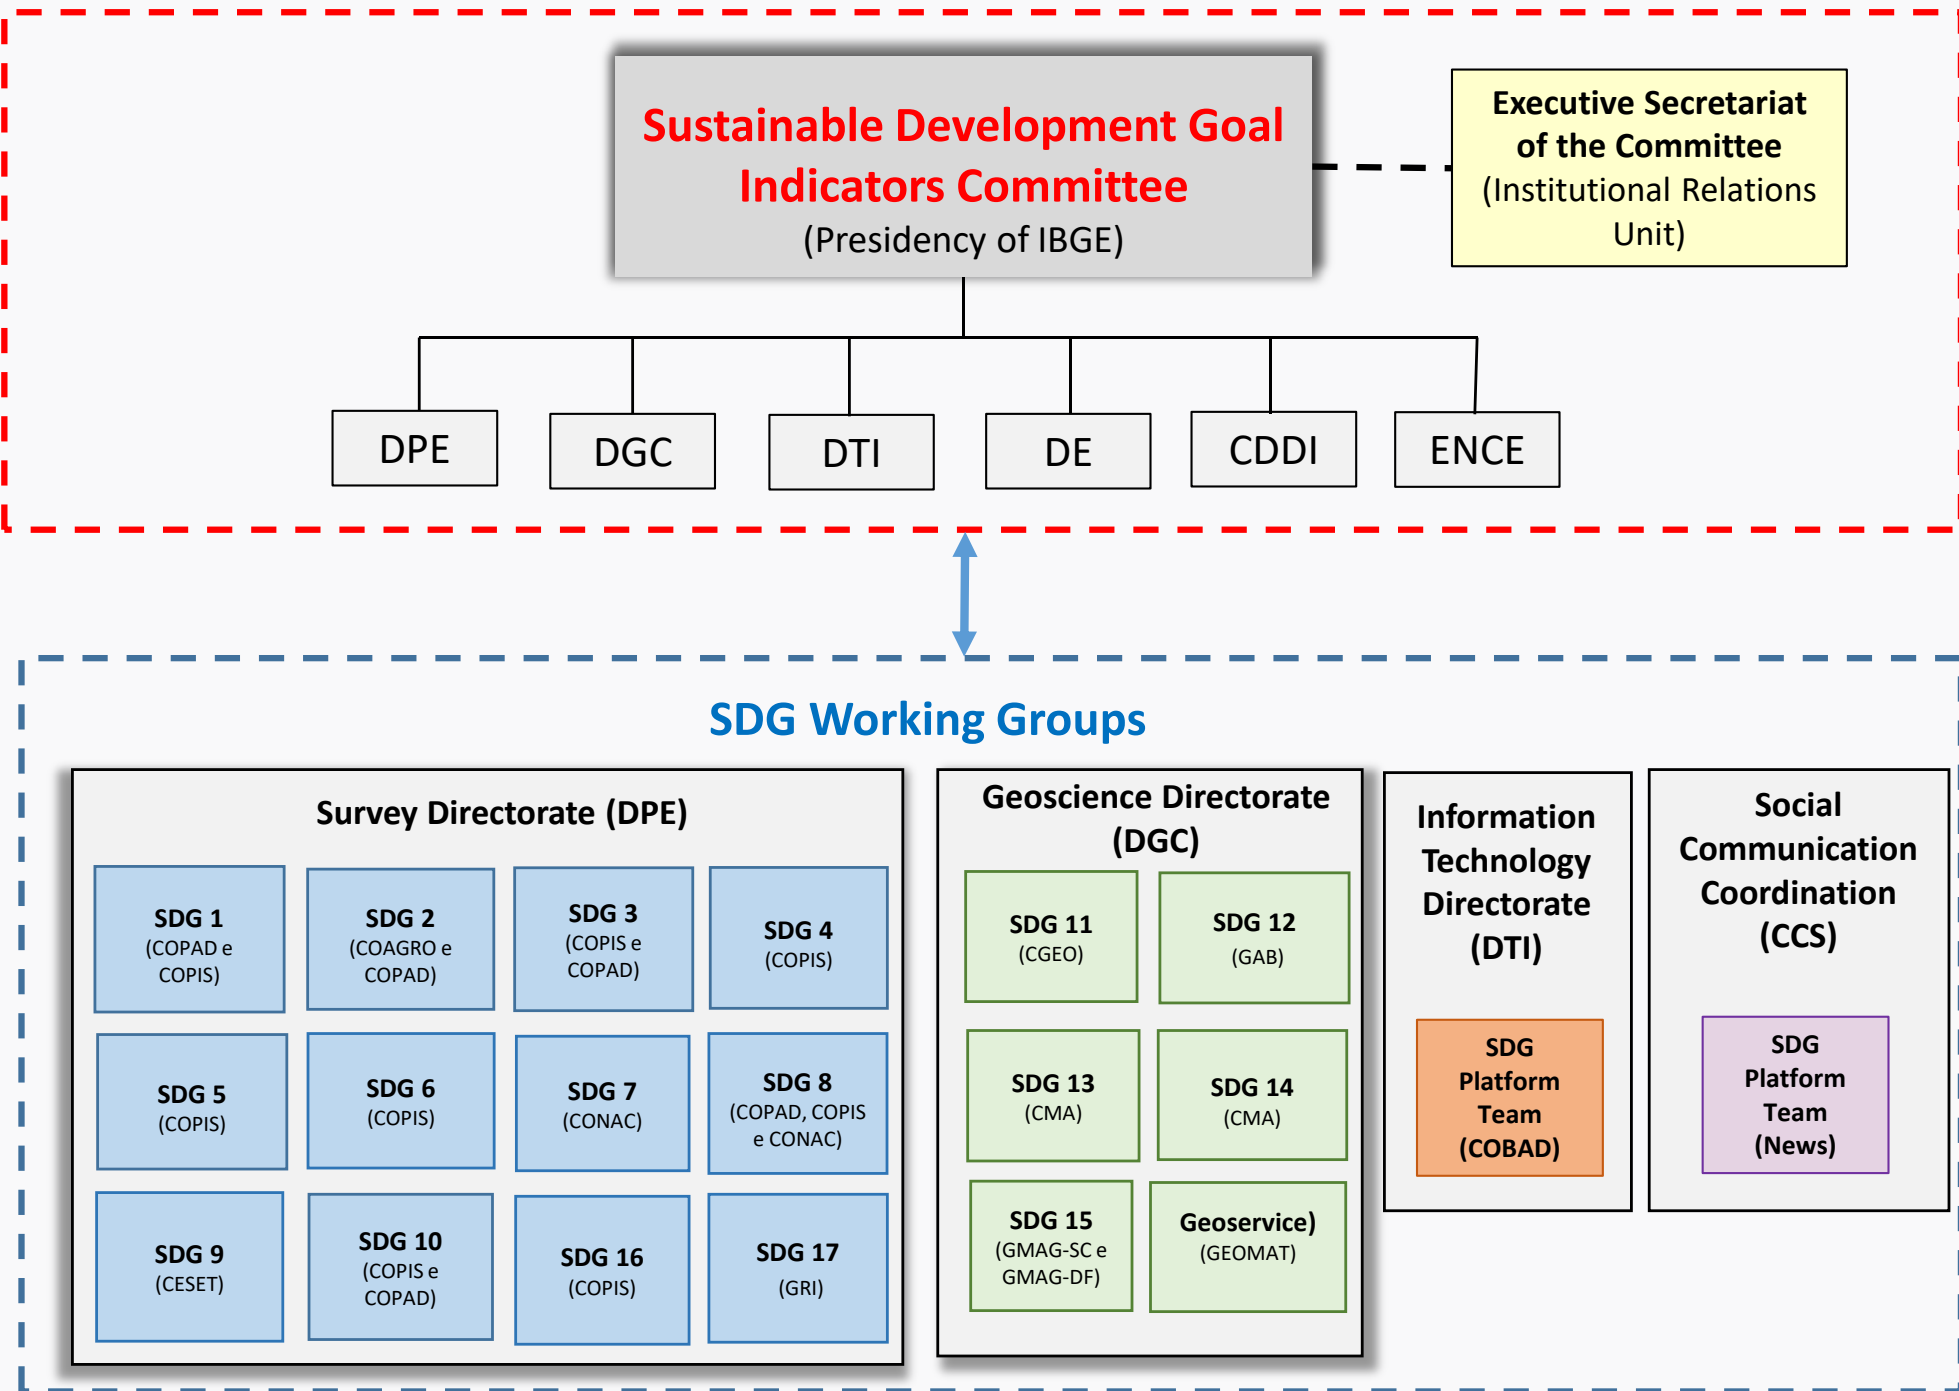 Sustainable Development Goal
Indicators Committee
(Presidency of IBGE)
Executive Secretariat
of the Committee
(Institutional Relations
Unit)
DPE
DGC
DTI
DE
CDDI
ENCE
SDG Working Groups
Survey Directorate (DPE)
SDG 1
(COPAD e
COPIS)
SDG 2
(COAGRO e
COPAD)
SDG 3
(COPIS e
COPAD)
SDG 4
(COPIS)
SDG 5
(COPIS)
SDG 6
(COPIS)
SDG 7
(CONAC)
SDG 8
(COPAD, COPIS
e CONAC)
SDG 9
(CESET)
SDG 10
(COPIS e
COPAD)
SDG 16
(COPIS)
SDG 17
(GRI)
Geoscience Directorate
(DGC)
SDG 11
(CGEO)
SDG 12
(GAB)
SDG 13
(CMA)
SDG 14
(CMA)
SDG 15
(GMAG-SC e
GMAG-DF)
Geoservice)
(GEOMAT)
Information
Technology
Directorate
(DTI)
SDG
Platform
Team
(COBAD)
Social
Communication
Coordination
(CCS)
SDG
Platform
Team
(News)